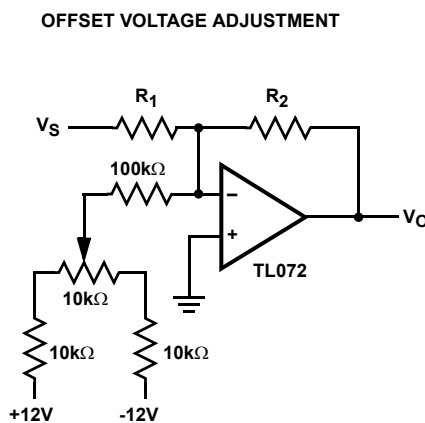 OFFSET VOLTAGE ADJUSTMENT
R1
R2
VS
100kΩ
−
+
VO
TL072
10kΩ
10kΩ
10kΩ
+12V
-12V